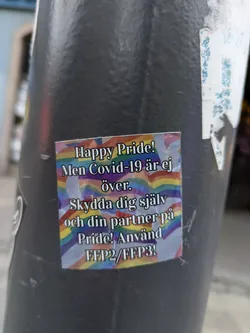 Happy Pride!
Men Covid-19 är ej
över.
Skydda dig själv
och din partner på
Pride! Använd
FFP2/FFP3!